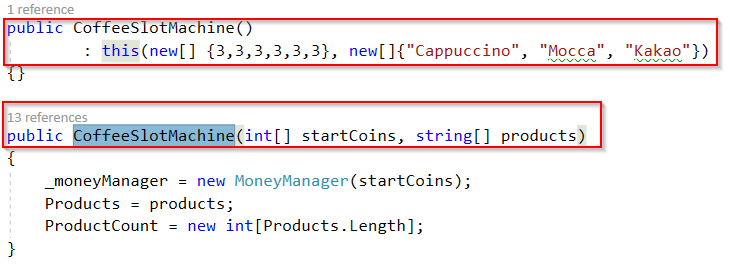 1 reference
public CoffeeSlotMachine()
: this(new[] {3,3,3,3,3,3}, new[]{"Cappuccino", "Mocca", "Kakao"})
{}
13 references
public CoffeeSlotMachine(int[] startCoins, string[] products)
{
_moneyManager = new MoneyManager(startCoins);
Products = products;
ProductCount = new int[Products.Length];
}